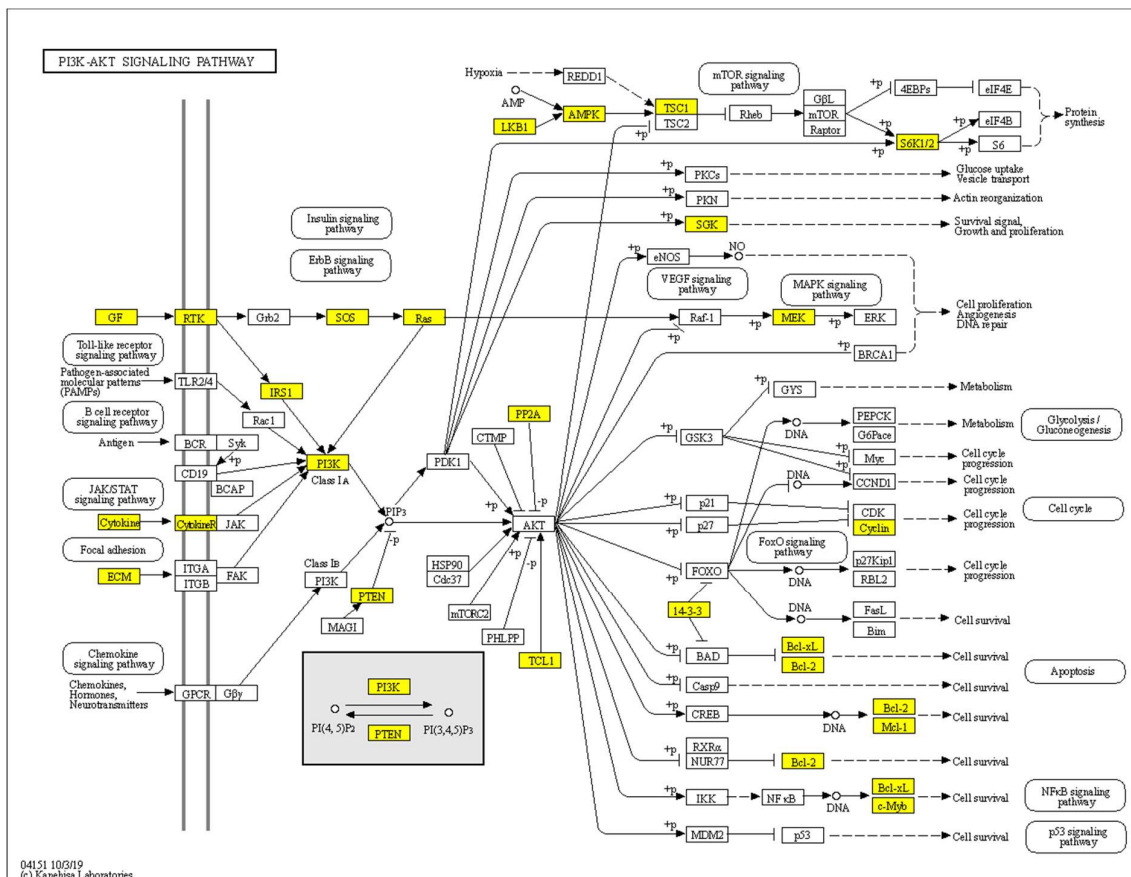 PI3K-AKT SIGNALING PATHWAY
Hypoxia
REDD1
mTOR signaling
pathway
AMP
LKB1
AMPK
TSC1
TSC2
+p
Rheb
GβL
mTOR
Raptor
+p
4EBPs
eIF4E
+p
+p
S6K1/2
+p
eIF4B
+p
S6
Protein
synthesis
+p
PKCs
Glucose uptake
Vesicle transport
+p
PKN
Actin reorganization
+p
SGK
Survival signal,
Growth and proliferation
Insulin signaling
pathway
ErbB signaling
pathway
+p
eNOS
NO
VEGF signaling
pathway
MAPK signaling
pathway
GF
RTK
Grb2
SOS
Ras
Raf-1
+p
MEK
+p
ERK
+p
+p
BRCA1
Cell proliferation
Angiogenesis
DNA repair
Toll-like receptor
signaling pathway
Pathogen-associated
molecular patterns
(PAMPs)
TLR2/4
IRS1
Rac1
B cell receptor
signaling pathway
Antigen
BCR
Syk
+p
CD19
BCAP
PI3K
Class IA
PDK1
CTMP
PP2A
+p
-p
+p
GYS
Metabolism
+p
GSK3
DNA
PEPCK
G6Pace
Metabolism
Glycolysis /
Gluconeogenesis
+p
Myc
Cell cycle
progression
DNA
+p
CCND1
Cell cycle
progression
JAK/STAT
signaling pathway
Cytokine
CytokineR
JAK
PIP3
-p
AKT
+p
p21
+p
p27
CDK
Cyclin
Cell cycle
progression
Cell cycle
Focal adhesion
ECM
ITGA
ITGB
FAK
Class IB
PI3K
PTEN
MAGI
HSP90
Cdc37
+p
+p
-p
mTORC2
PHLPP
TCL1
FoxO signaling
pathway
+p
FOXO
DNA
p27Kip1
RBL2
Cell cycle
progression
14-3-3
DNA
FasL
Bim
Cell survival
+p
BAD
Bcl-xL
Bcl-2
Cell survival
Apoptosis
+p
Casp9
Cell survival
+p
CREB
DNA
Bcl-2
Mcl-1
Cell survival
+p
RXRα
NUR77
Bcl-2
Cell survival
+p
IKK
NFκB
DNA
Bcl-xL
c-Myb
Cell survival
NFκB signaling
pathway
+p
MDM2
p53
Cell survival
p53 signaling
pathway
Chemokine
signaling pathway
Chemokines,
Hormones,
Neurotransmitters
GPCR
Gβγ
PI3K
PI(4, 5)P2
PI(3,4,5)P3
PTEN
04151 10/3/19
(c) Kanehisa Laboratories